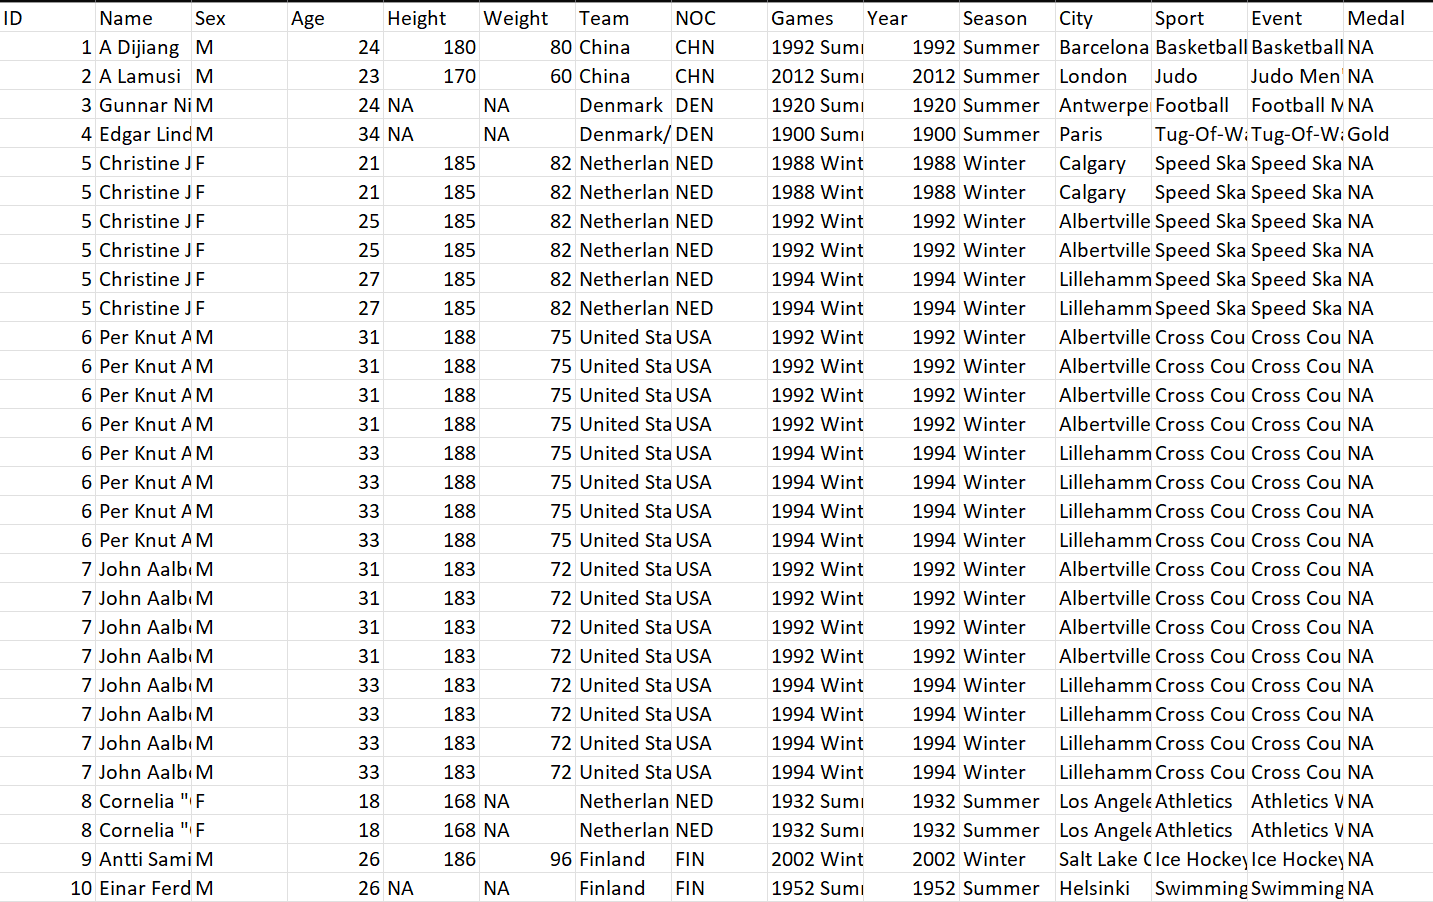 ID Name Sex Age Height Weight Team NOC Games Year Season City Sport Event Medal
1 A Dijiang M 24 180 80 China CHN 1992 Sum 1992 Summer Barcelona Basketball Basketball NA
2 A Lamusi M 23 170 60 China CHN 2012 Sum 2012 Summer London Judo Judo Men' NA
3 Gunnar Ni M 24 NA NA Denmark DEN 1920 Sum 1920 Summer Antwerpe Football Football M NA
4 Edgar Lind M 34 NA NA Denmark/ DEN 1900 Sum 1900 Summer Paris Tug-Of-Wa Tug-Of-Wa Gold
5 Christine J F 21 185 82 Netherlan NED 1988 Wint 1988 Winter Calgary Speed Ska Speed Ska NA
5 Christine J F 21 185 82 Netherlan NED 1988 Wint 1988 Winter Calgary Speed Ska Speed Ska NA
5 Christine J F 25 185 82 Netherlan NED 1992 Wint 1992 Winter Albertville Speed Ska Speed Ska NA
5 Christine J F 25 185 82 Netherlan NED 1992 Wint 1992 Winter Albertville Speed Ska Speed Ska NA
5 Christine J F 27 185 82 Netherlan NED 1994 Wint 1994 Winter Lillehamm Speed Ska Speed Ska NA
5 Christine J F 27 185 82 Netherlan NED 1994 Wint 1994 Winter Lillehamm Speed Ska Speed Ska NA
6 Per Knut A M 31 188 75 United Sta USA 1992 Wint 1992 Winter Albertville Cross Cou Cross Cou NA
6 Per Knut A M 31 188 75 United Sta USA 1992 Wint 1992 Winter Albertville Cross Cou Cross Cou NA
6 Per Knut A M 31 188 75 United Sta USA 1992 Wint 1992 Winter Albertville Cross Cou Cross Cou NA
6 Per Knut A M 31 188 75 United Sta USA 1992 Wint 1992 Winter Albertville Cross Cou Cross Cou NA
6 Per Knut A M 33 188 75 United Sta USA 1994 Wint 1994 Winter Lillehamm Cross Cou Cross Cou NA
6 Per Knut A M 33 188 75 United Sta USA 1994 Wint 1994 Winter Lillehamm Cross Cou Cross Cou NA
6 Per Knut A M 33 188 75 United Sta USA 1994 Wint 1994 Winter Lillehamm Cross Cou Cross Cou NA
6 Per Knut A M 33 188 75 United Sta USA 1994 Wint 1994 Winter Lillehamm Cross Cou Cross Cou NA
7 John Aalb M 31 183 72 United Sta USA 1992 Wint 1992 Winter Albertville Cross Cou Cross Cou NA
7 John Aalb M 31 183 72 United Sta USA 1992 Wint 1992 Winter Albertville Cross Cou Cross Cou NA
7 John Aalb M 31 183 72 United Sta USA 1992 Wint 1992 Winter Albertville Cross Cou Cross Cou NA
7 John Aalb M 31 183 72 United Sta USA 1992 Wint 1992 Winter Albertville Cross Cou Cross Cou NA
7 John Aalb M 33 183 72 United Sta USA 1994 Wint 1994 Winter Lillehamm Cross Cou Cross Cou NA
7 John Aalb M 33 183 72 United Sta USA 1994 Wint 1994 Winter Lillehamm Cross Cou Cross Cou NA
7 John Aalb M 33 183 72 United Sta USA 1994 Wint 1994 Winter Lillehamm Cross Cou Cross Cou NA
7 John Aalb M 33 183 72 United Sta USA 1994 Wint 1994 Winter Lillehamm Cross Cou Cross Cou NA
8 Cornelia " F 18 168 NA Netherlan NED 1932 Sum 1932 Summer Los Angele Athletics Athletics W NA
8 Cornelia " F 18 168 NA Netherlan NED 1932 Sum 1932 Summer Los Angele Athletics Athletics W NA
9 Antti Sami M 26 186 96 Finland FIN 2002 Wint 2002 Winter Salt Lake C Ice Hockey Ice Hockey NA
10 Einar Ferd M 26 NA NA Finland FIN 1952 Sum 1952 Summer Helsinki Swimming Swimming NA